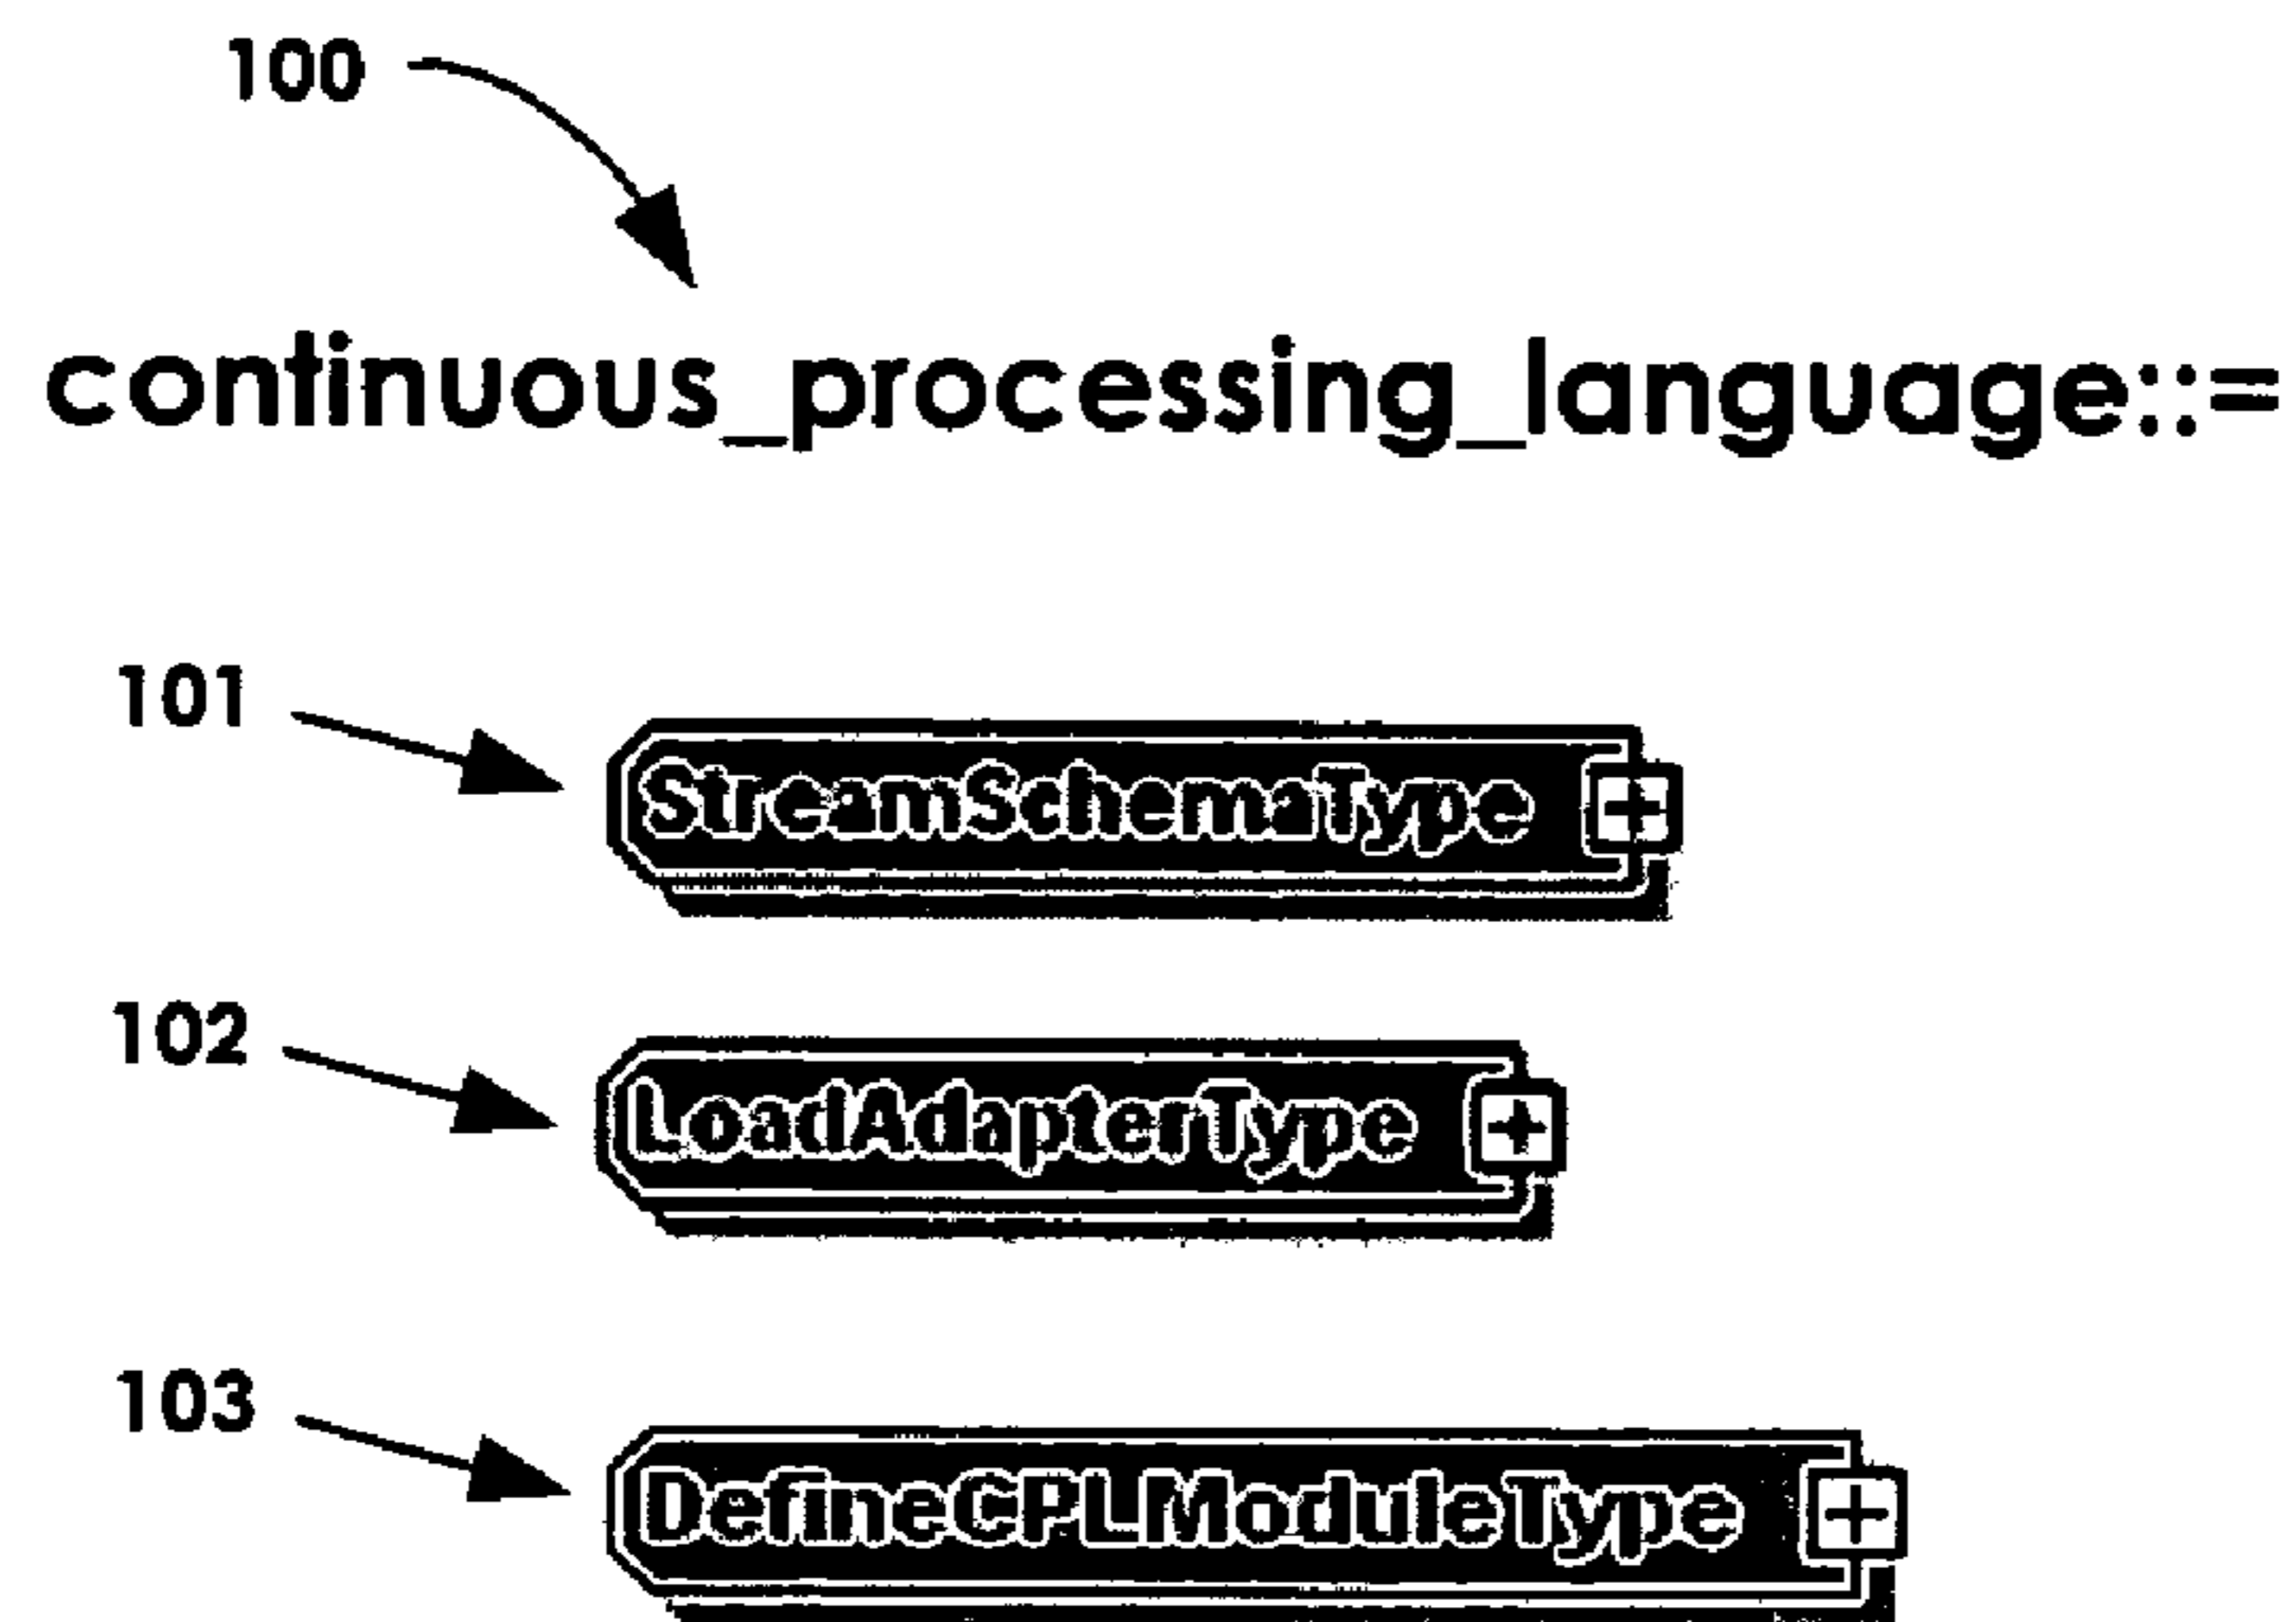 100
continuous_processing_language::=
101
StreamSchemaType
102
LoadAdapterType
103
DefineCPLModuleType